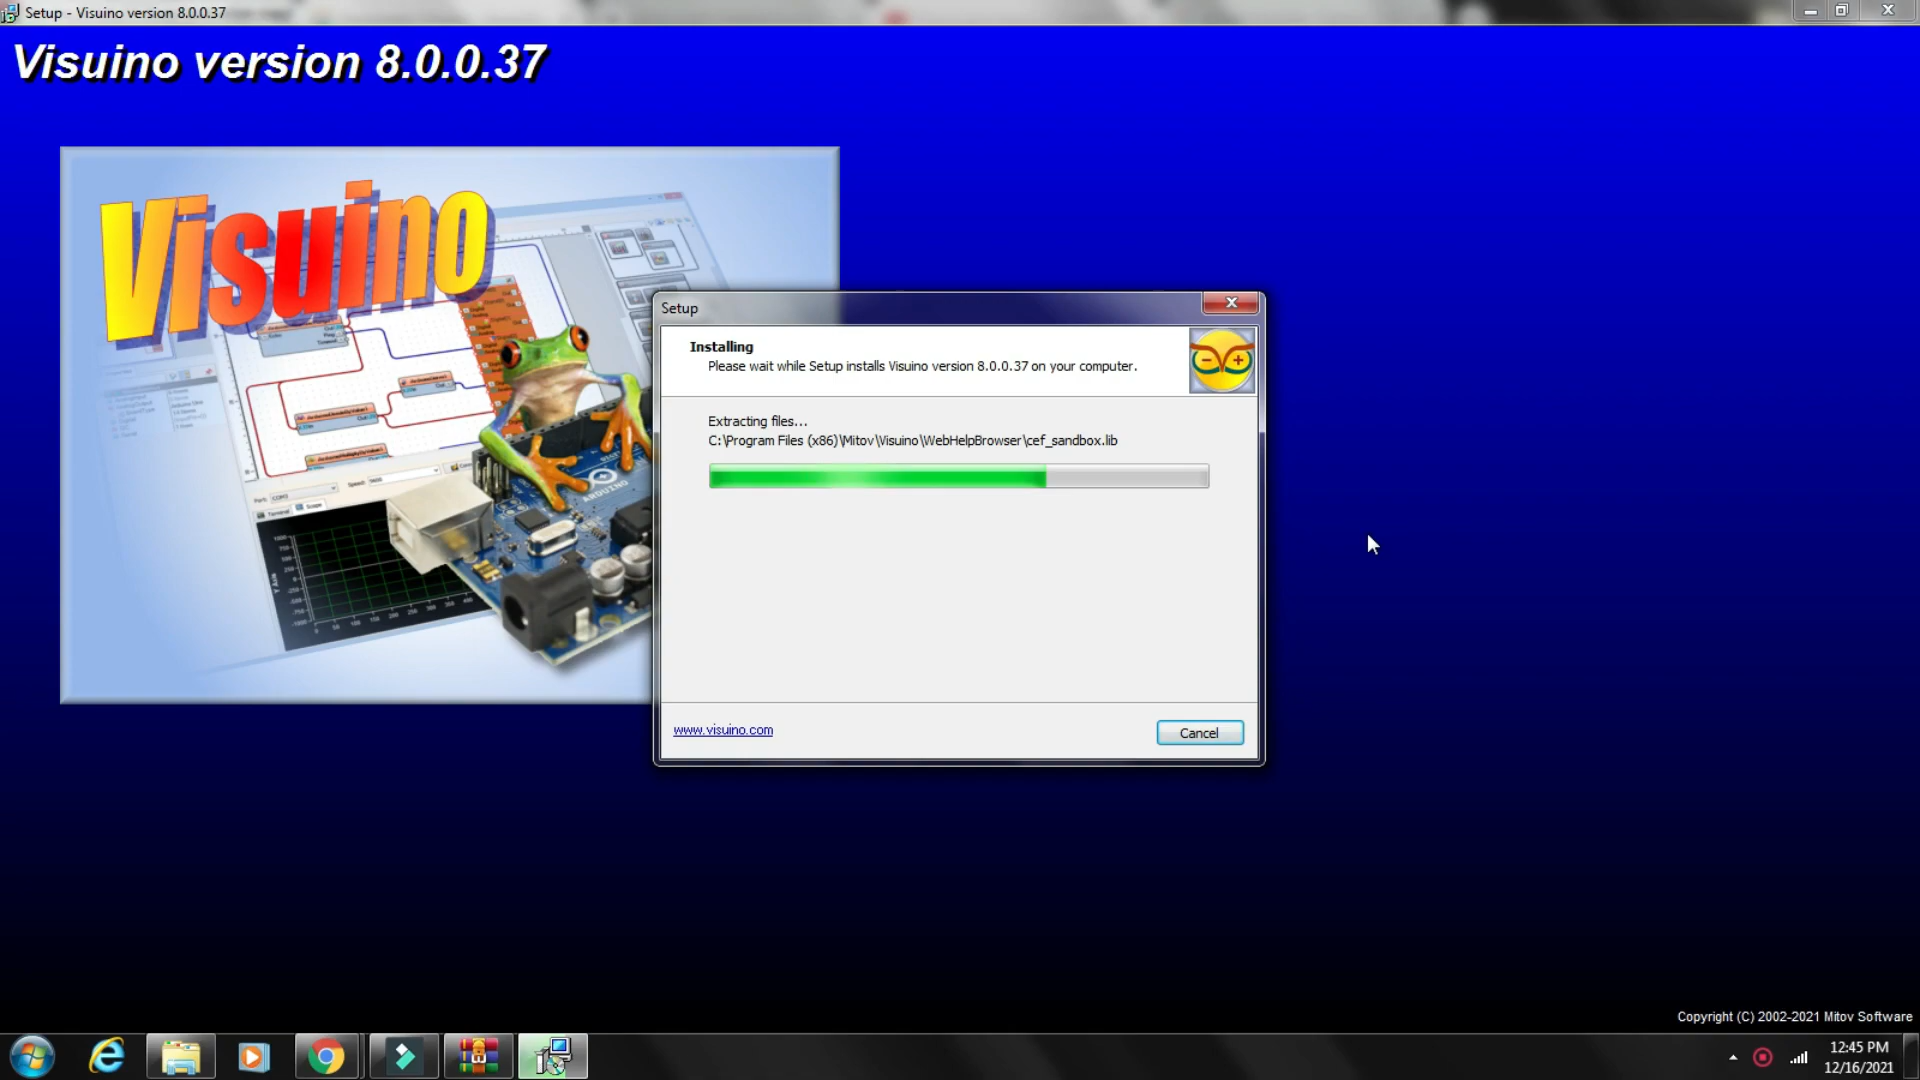 Setup - Visuino version 8.0.0.37
Visuino version 8.0.0.37
Visuino
ARDUINO
Setup
Installing
Please wait while Setup installs Visuino version 8.0.0.37 on your computer.
Extracting files...
C:\Program Files (x86)\Mitov\Visuino\WebHelpBrowser\cef_sandbox.lib
www.visuino.com
Cancel
Copyright (C) 2002-2021 Mitov Software
12:45 PM
12/16/2021